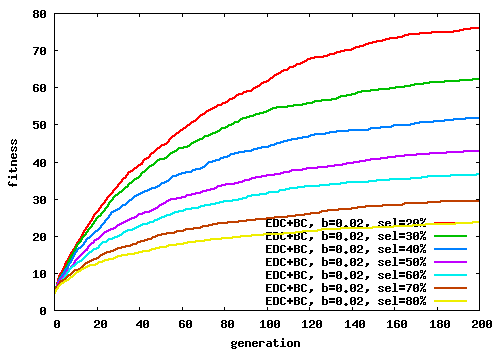 80
70
60
50
40
30
20
10
0
fitness
EDC+BC, b=0.02, sel=20%
EDC+BC, b=0.02, sel=30%
EDC+BC, b=0.02, sel=40%
EDC+BC, b=0.02, sel=50%
EDC+BC, b=0.02, sel=60%
EDC+BC, b=0.02, sel=70%
EDC+BC, b=0.02, sel=80%
0 20 40 60 80 100 120 140 160 180 200
generation